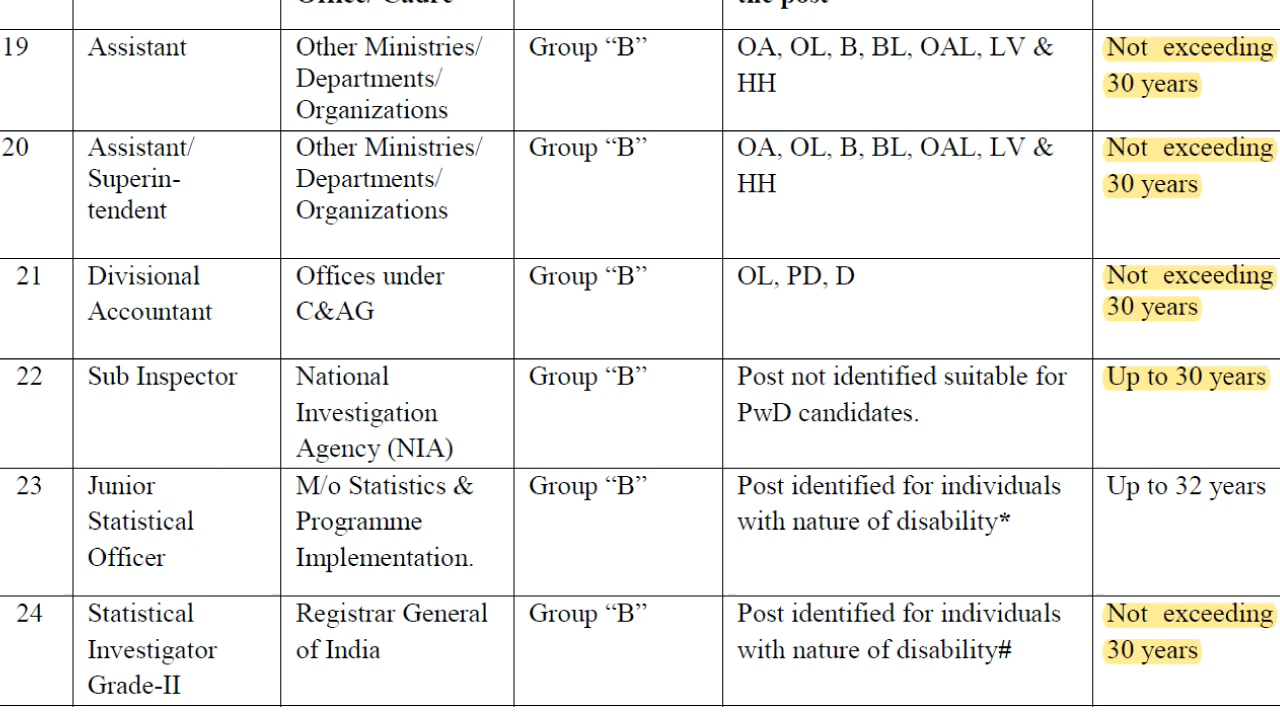 Office/ Cadre
the post
19
Assistant
Other Ministries/
Departments/
Organizations
Group “B”
OA, OL, B, BL, OAL, LV &
HH
Not exceeding
30 years
20
Assistant/
Superin-
tendent
Other Ministries/
Departments/
Organizations
Group “B”
OA, OL, B, BL, OAL, LV &
HH
Not exceeding
30 years
21
Divisional
Accountant
Offices under
C&AG
Group “B”
OL, PD, D
Not exceeding
30 years
22
Sub Inspector
National
Investigation
Agency (NIA)
Group “B”
Post not identified suitable for
PwD candidates.
Up to 30 years
23
Junior
Statistical
Officer
M/o Statistics &
Programme
Implementation.
Group “B”
Post identified for individuals
with nature of disability*
Up to 32 years
24
Statistical
Investigator
Grade-II
Registrar General
of India
Group “B”
Post identified for individuals
with nature of disability#
Not exceeding
30 years